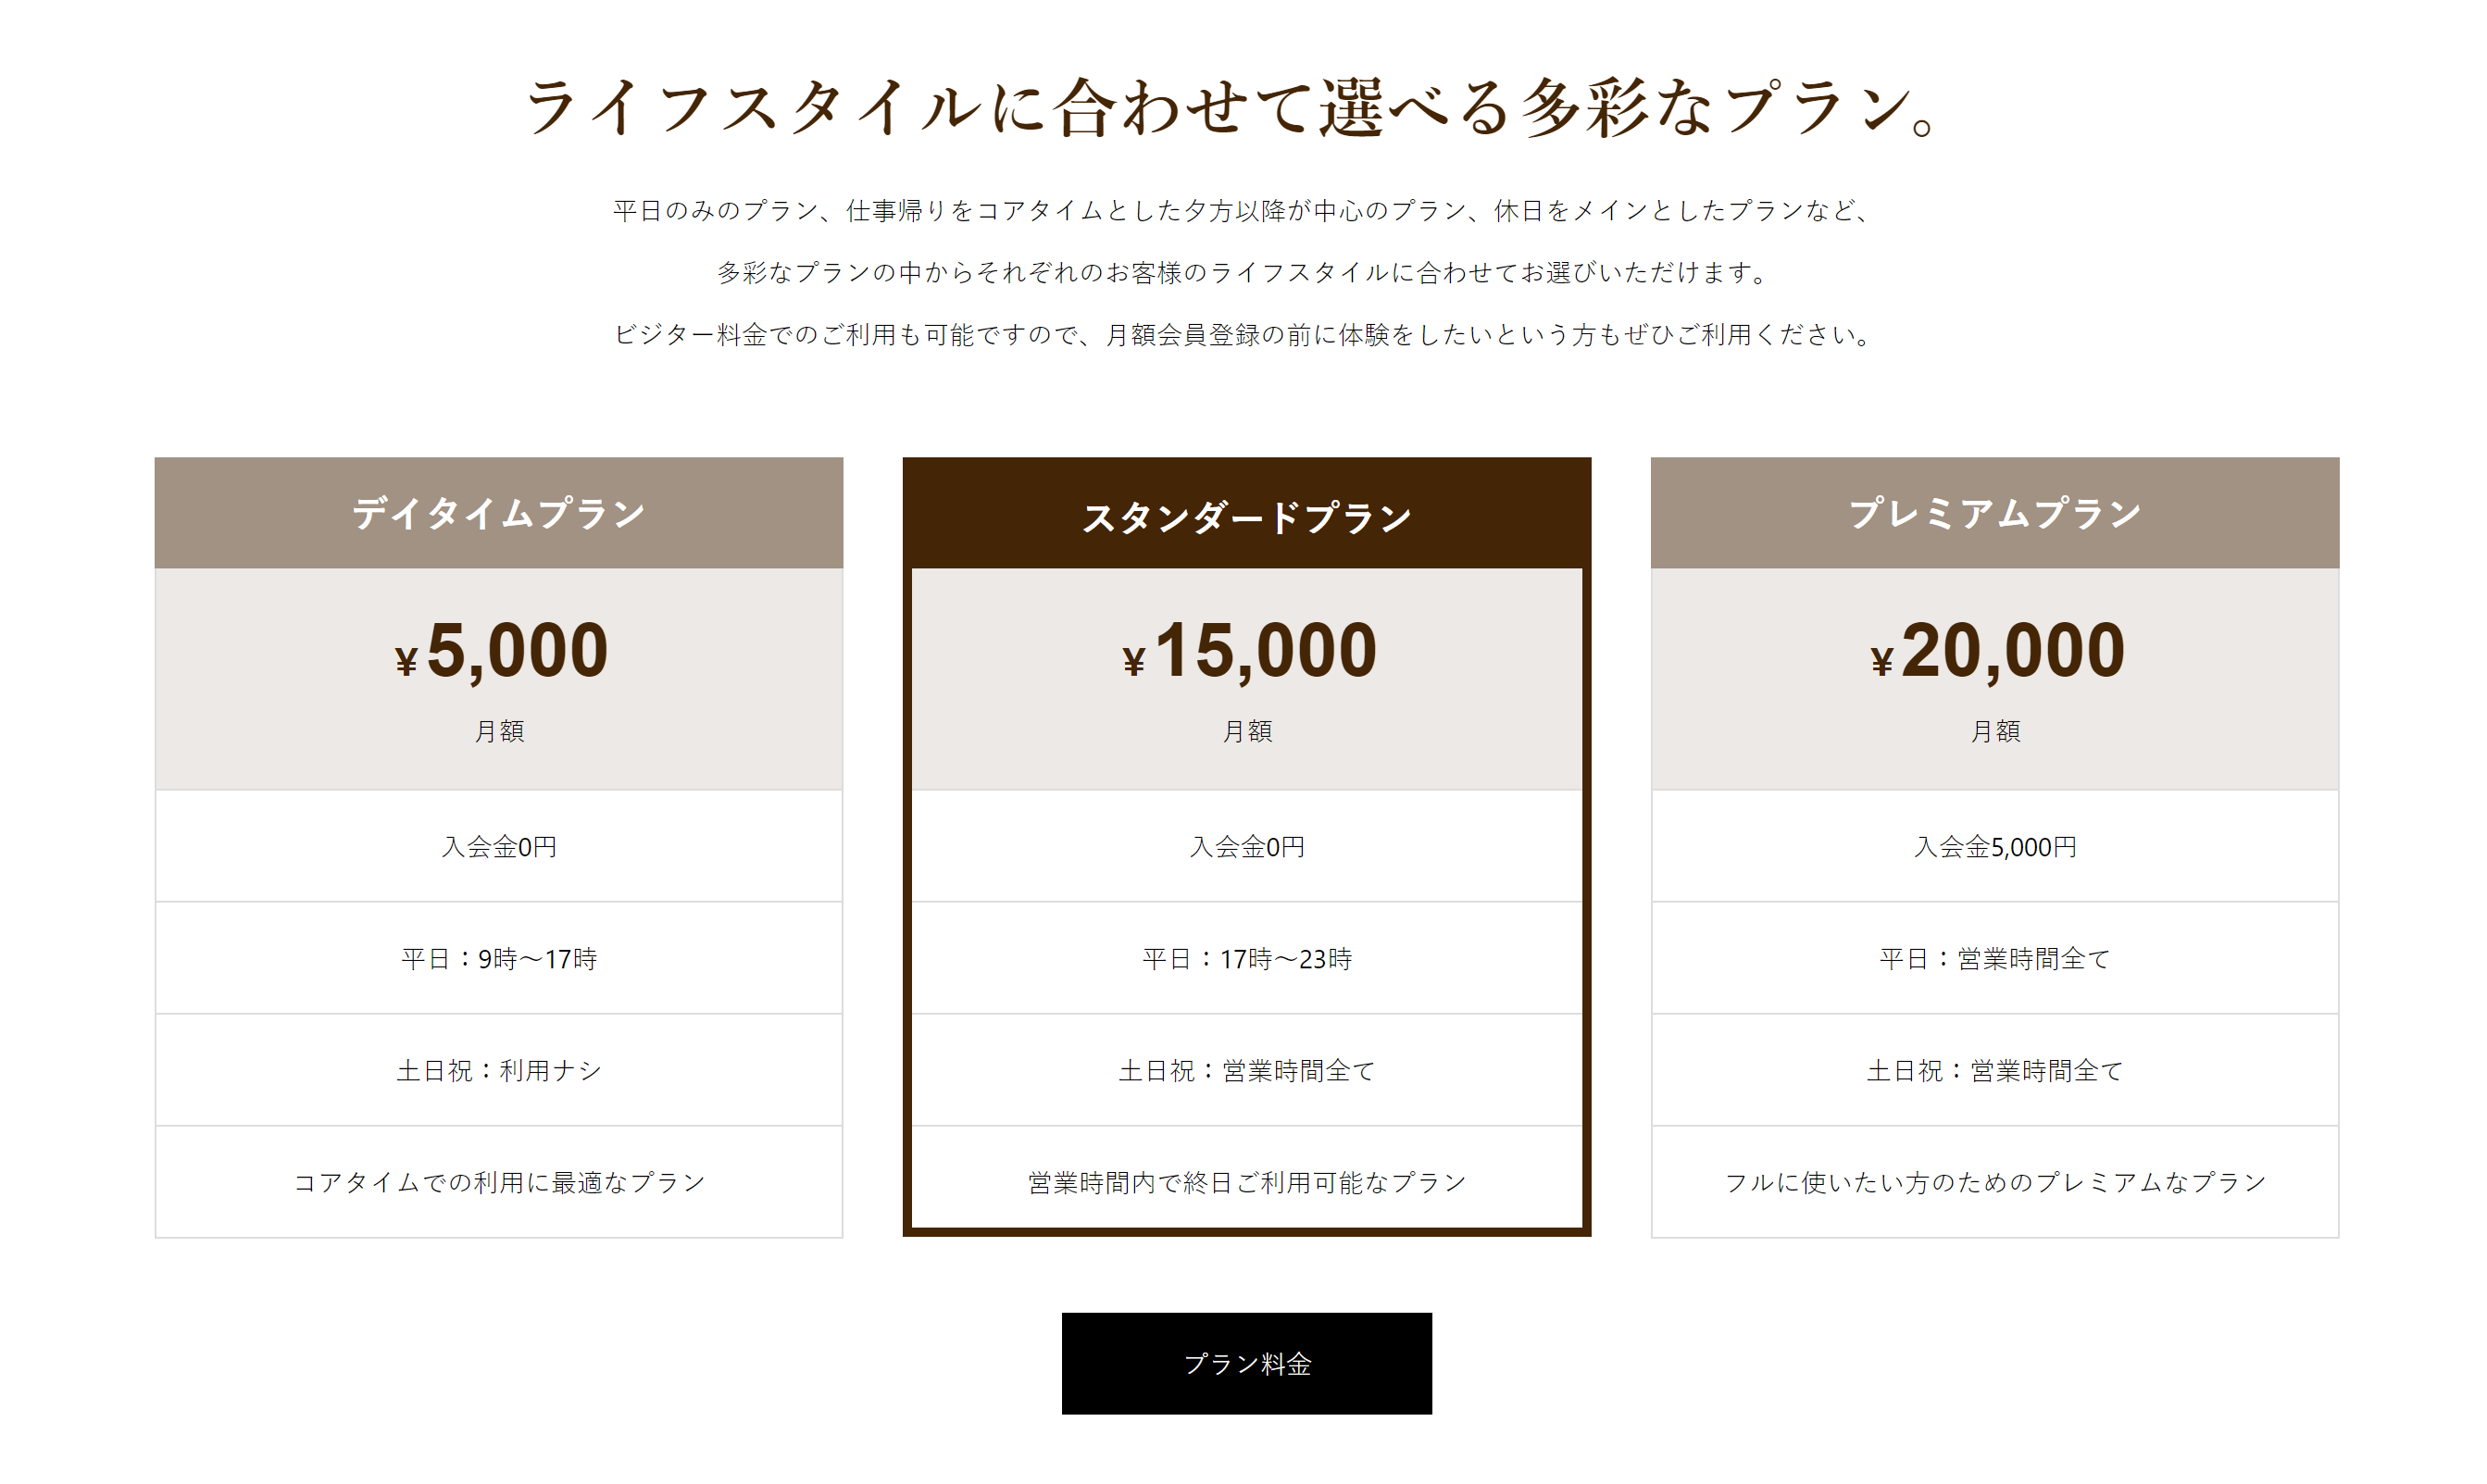 ライフスタイルに合わせて選べる多彩なプラン。
平日のみのプラン、仕事帰りをコアタイムとした夕方以降が中心のプラン、休日をメインとしたプランなど、
多彩なプランの中からそれぞれのお客様のライフスタイルに合わせてお選びいただけます。
ビジター料金でのご利用も可能ですので、月額会員登録の前に体験をしたいという方もぜひご利用ください。
デイタイムプラン
¥5,000
月額
入会金0円
平日：9時～17時
土日祝：利用ナシ
コアタイムでの利用に最適なプラン
スタンダードプラン
¥15,000
月額
入会金0円
平日：17時～23時
土日祝：営業時間全て
営業時間内で終日ご利用可能なプラン
プレミアムプラン
¥20,000
月額
入会金5,000円
平日：営業時間全て
土日祝：営業時間全て
フルに使いたい方のためのプレミアムなプラン
プラン料金